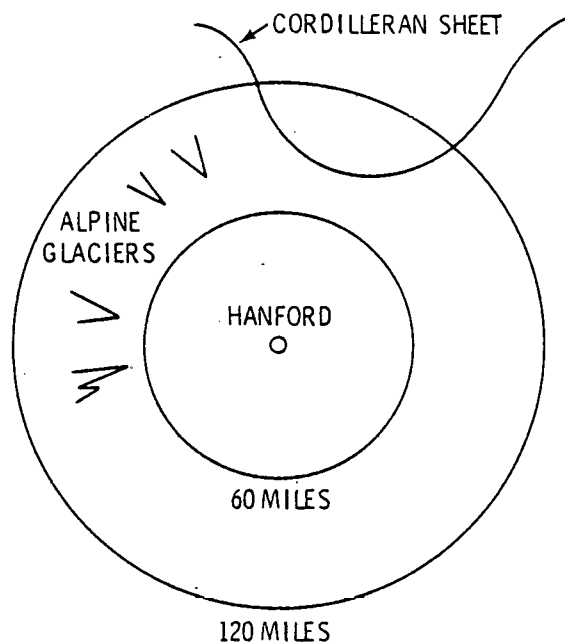 CORDILLERAN SHEET
ALPINE
GLACIERS
HANFORD
60 MILES
120 MILES